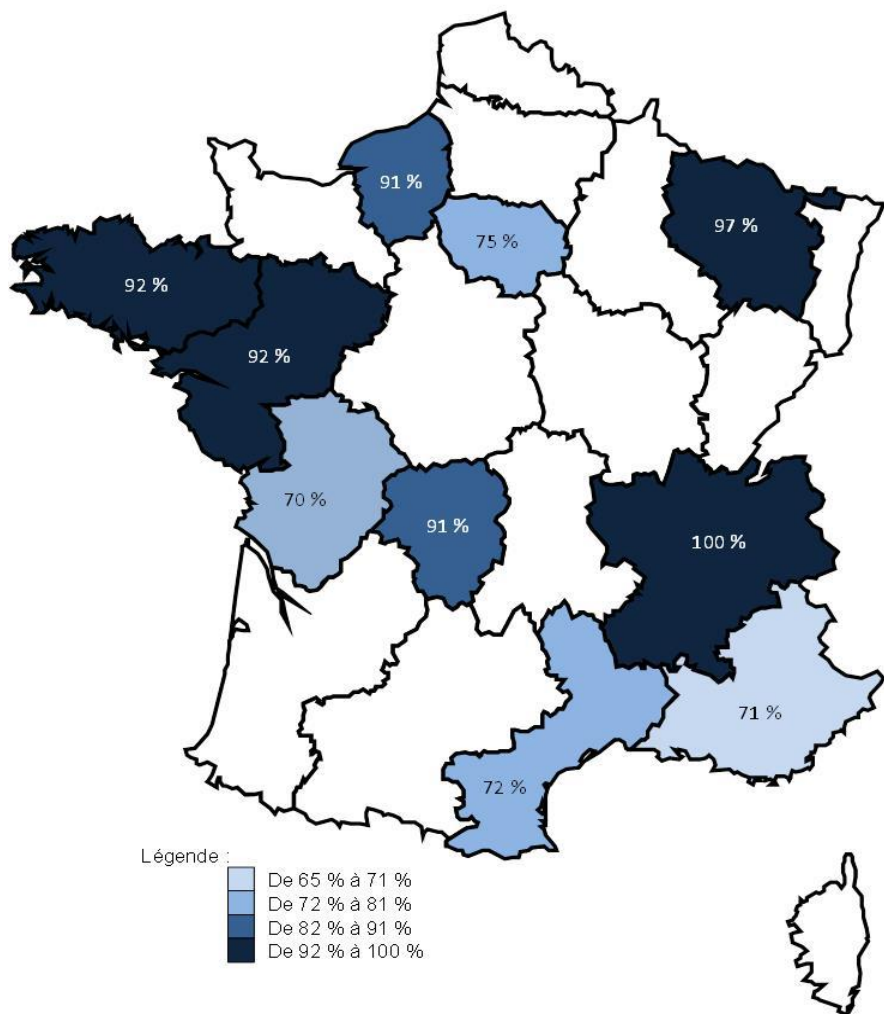 91 %
75 %
97 %
92 %
92 %
70 %
91 %
100 %
71 %
72 %
Légende :
De 65 % à 71 %
De 72 % à 81 %
De 82 % à 91 %
De 92 % à 100 %